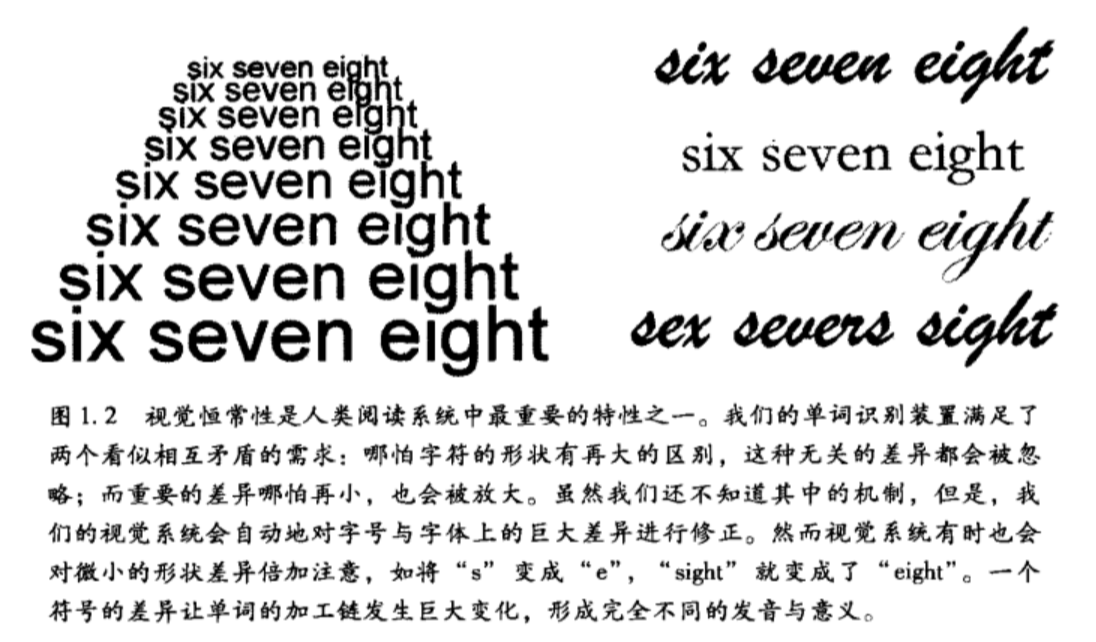 six seven eight
six seven eight
six seven eight
six seven eight
six seven eight
six seven eight
six seven eight
six seven eight
six seven eight
six seven eight
six seven eight
sex severs sight
图 1.2 视觉恒常性是人类阅读系统中最重要的特性之一。我们的单词识别装置满足了
两个看似相互矛盾的需求：哪怕字符的形状有再大的区别，这种无关的差异都会被忽
略；而重要的差异哪怕再小，也会被放大。虽然我们还不知道其中的机制，但是，我
们的视觉系统会自动地对字号与字体上的巨大差异进行修正。然而视觉系统有时也会
对微小的形状差异倍加注意，如将“s”变成“e”，“sight”就变成了“eight”。一个
符号的差异让单词的加工链发生巨大变化，形成完全不同的发音与意义。